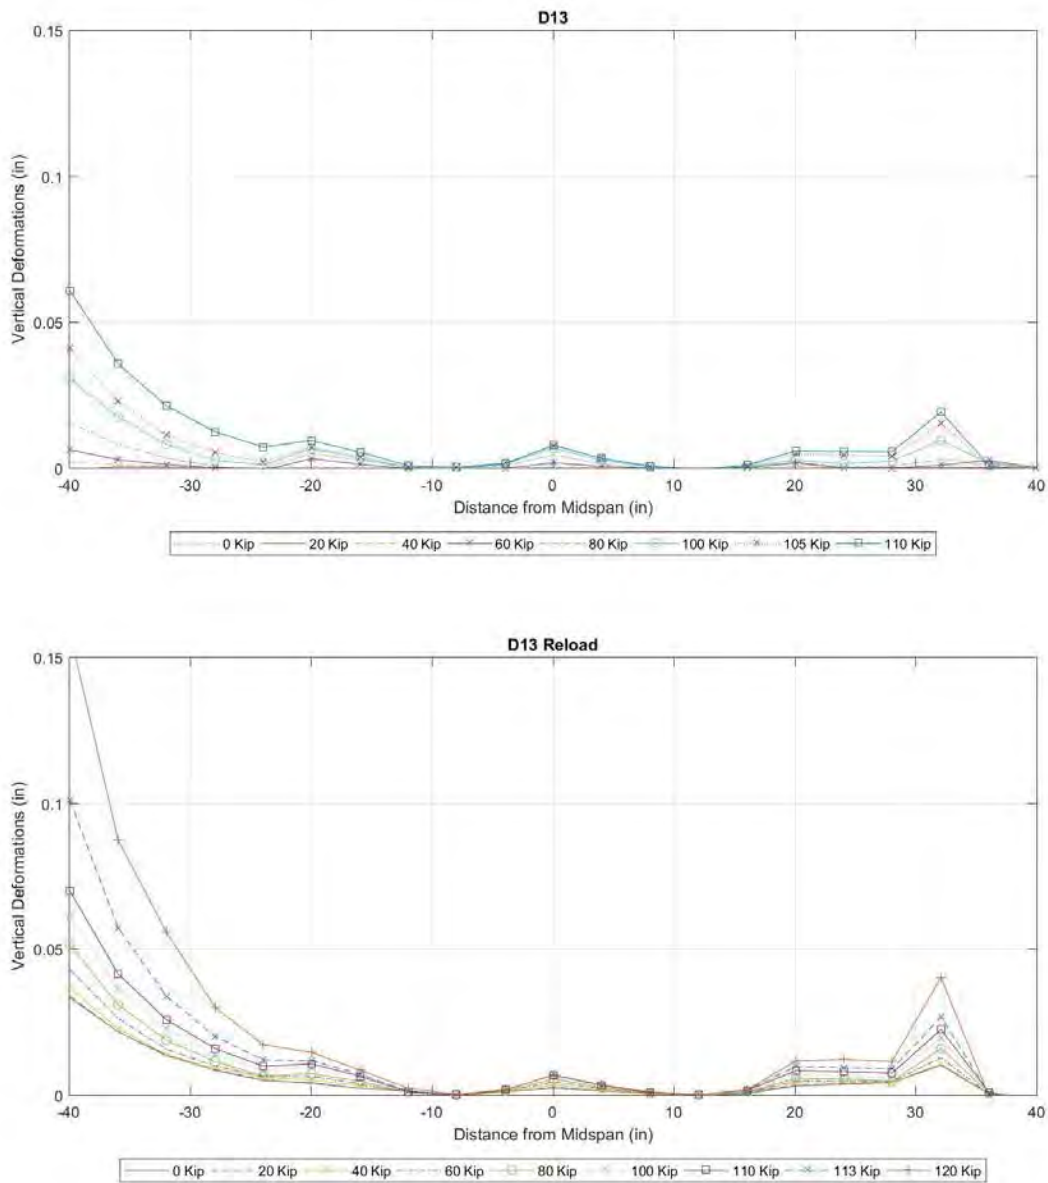 D13
0.15
0.1
0.05
0
Vertical Deformations (in)
-40 -30 -20 -10 0 10 20 30 40
Distance from Midspan (in)
0 Kip 20 Kip 40 Kip 60 Kip 80 Kip 100 Kip 105 Kip 110 Kip
D13 Reload
0.15
0.1
0.05
0
Vertical Deformations (in)
-40 -30 -20 -10 0 10 20 30 40
Distance from Midspan (in)
0 Kip 20 Kip 40 Kip 60 Kip 80 Kip 100 Kip 110 Kip 113 Kip 120 Kip